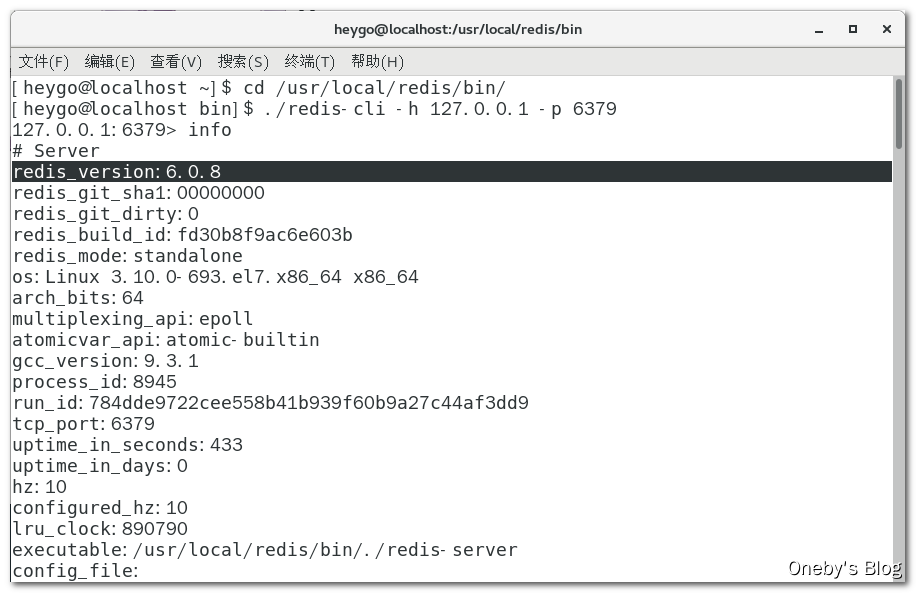 heygo@localhost:/usr/local/redis/bin
文件(F) 编辑(E) 查看(V) 搜索(S) 终端(T) 帮助(H)
[heygo@localhost ~]$ cd /usr/local/redis/bin/
[heygo@localhost bin]$ ./redis-cli -h 127.0.0.1 -p 6379
127.0.0.1:6379> info
# Server
redis_version:6.0.8
redis_git_sha1:00000000
redis_git_dirty:0
redis_build_id:fd30b8f9ac6e603b
redis_mode:standalone
os:Linux 3.10.0-693.el7.x86_64 x86_64
arch_bits:64
multiplexing_api:epoll
atomicvar_api:atomic-builtin
gcc_version:9.3.1
process_id:8945
run_id:784dde9722cee558b41b939f60b9a27c44af3dd9
tcp_port:6379
uptime_in_seconds:433
uptime_in_days:0
hz:10
configured_hz:10
lru_clock:890790
executable:/usr/local/redis/bin/./redis-server
config_file:
Oneby's Blog